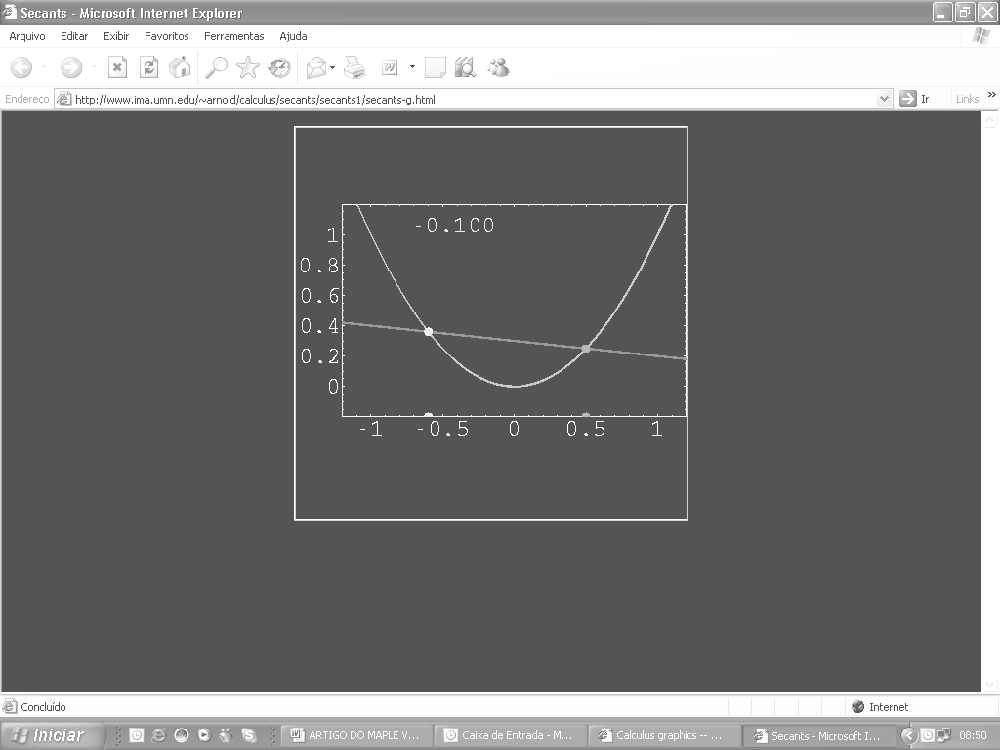 Secants - Microsoft Internet Explorer
Arquivo Editar Exibir Favoritos Ferramentas Ajuda
W
Endereço http://www.ima.umn.edu/~arnold/calculus/secants/secants1/secants-g.html Ir Links »
-0.100
1
0.8
0.6
0.4
0.2
0
-1 -0.5 0 0.5 1
Concluído Internet
Iniciar ARTIGO DO MAPLE V... Caixa de Entrada - M... Calculus graphics -- ... Secants - Microsoft I... 08:50